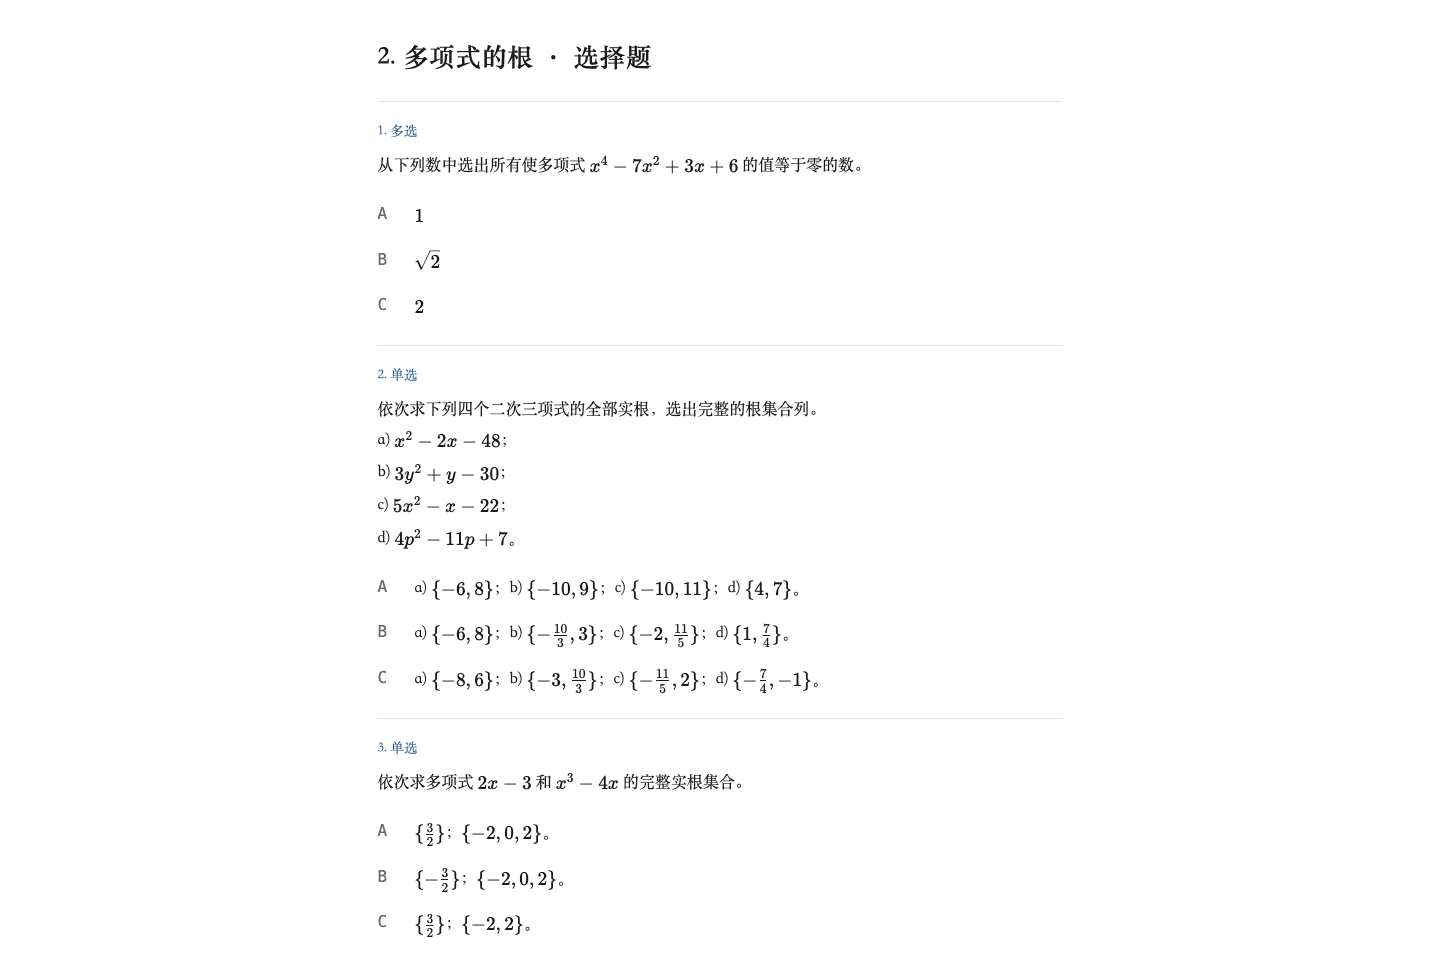 2. 多项式的根 · 选择题
1. 多选
从下列数中选出所有使多项式 x⁴ − 7x² + 3x + 6 的值等于零的数。
A 1
B √2
C 2
2. 单选
依次求下列四个二次三项式的全部实根，选出完整的根集合列。
a) x² − 2x − 48；
b) 3y² + y − 30；
c) 5x² − x − 22；
d) 4p² − 11p + 7。
A a) {−6, 8}；b) {−10, 9}；c) {−10, 11}；d) {4, 7}。
B a) {−6, 8}；b) {−10/3, 3}；c) {−2, 11/5}；d) {1, 7/4}。
C a) {−8, 6}；b) {−3, 10/3}；c) {−11/5, 2}；d) {−7/4, −1}。
3. 单选
依次求多项式 2x − 3 和 x³ − 4x 的完整实根集合。
A {3/2}；{−2, 0, 2}。
B {−3/2}；{−2, 0, 2}。
C {3/2}；{−2, 2}。